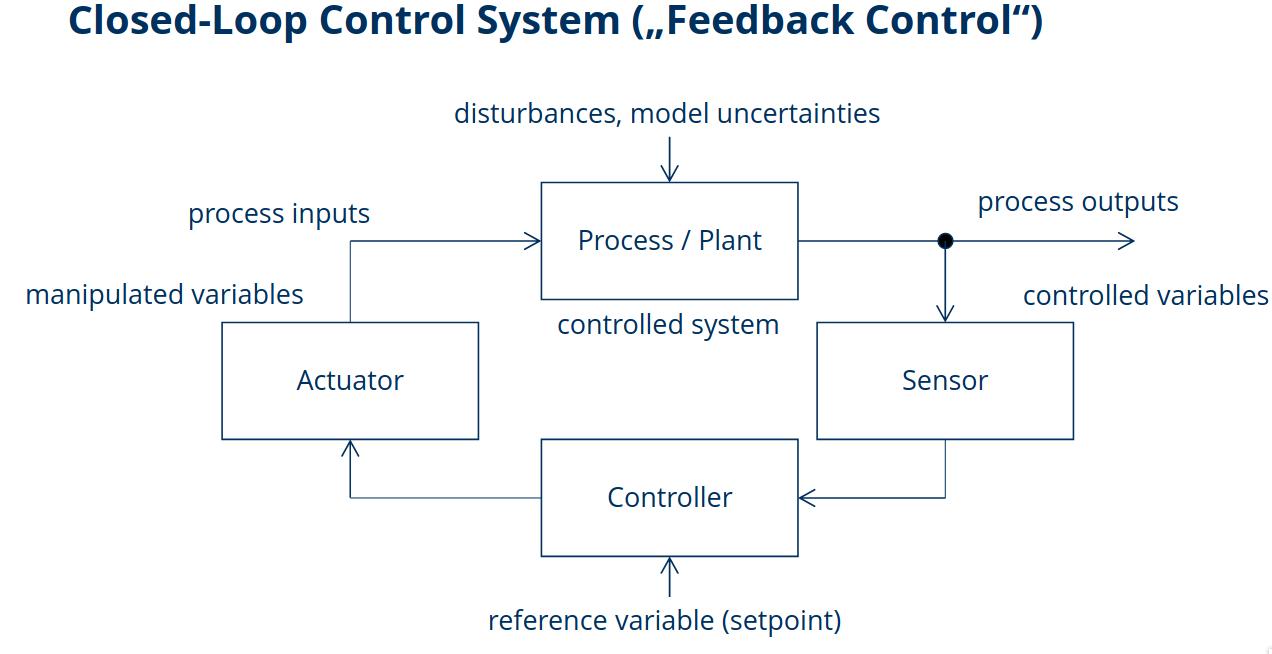 Closed-Loop Control System („Feedback Control“)
disturbances, model uncertainties
process inputs
process outputs
Process / Plant
manipulated variables
controlled variables
controlled system
Actuator
Sensor
Controller
reference variable (setpoint)